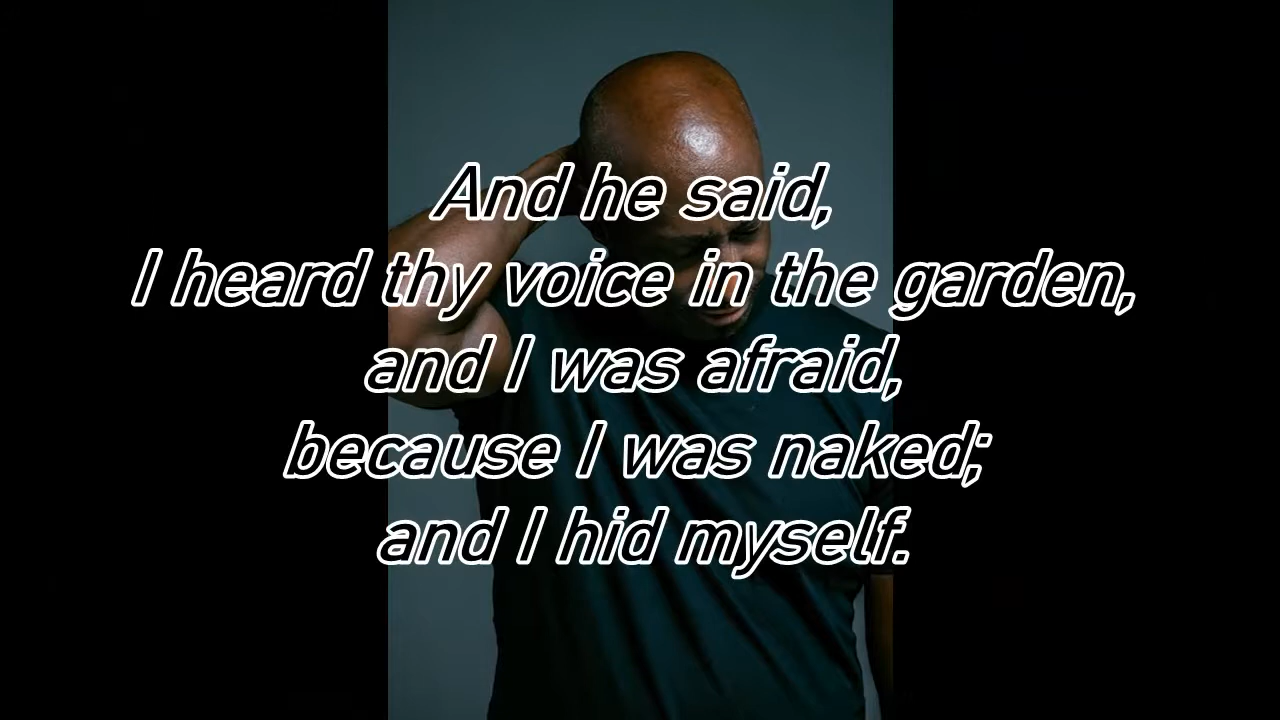 And he said,
I heard thy voice in the garden,
and I was afraid,
because I was naked;
and I hid myself.